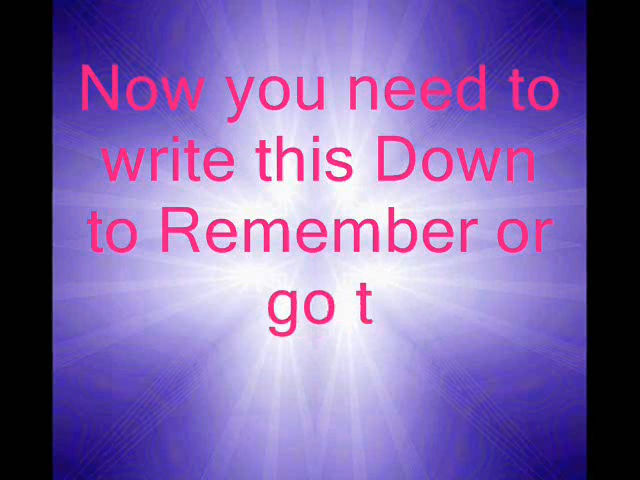 Now you need to
write this Down
to Remember or
go t